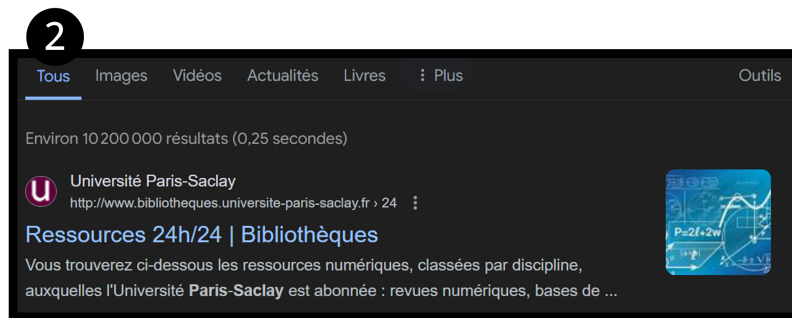 2
Tous Images Vidéos Actualités Livres ⋮ Plus Outils
Environ 10 200 000 résultats (0,25 secondes)
U
Université Paris-Saclay
http://www.bibliotheques.universite-paris-saclay.fr › 24 ⋮
Ressources 24h/24 | Bibliothèques
Vous trouverez ci-dessous les ressources numériques, classées par discipline,
auxquelles l'Université Paris-Saclay est abonnée : revues numériques, bases de ...
P=2ℓ+2w